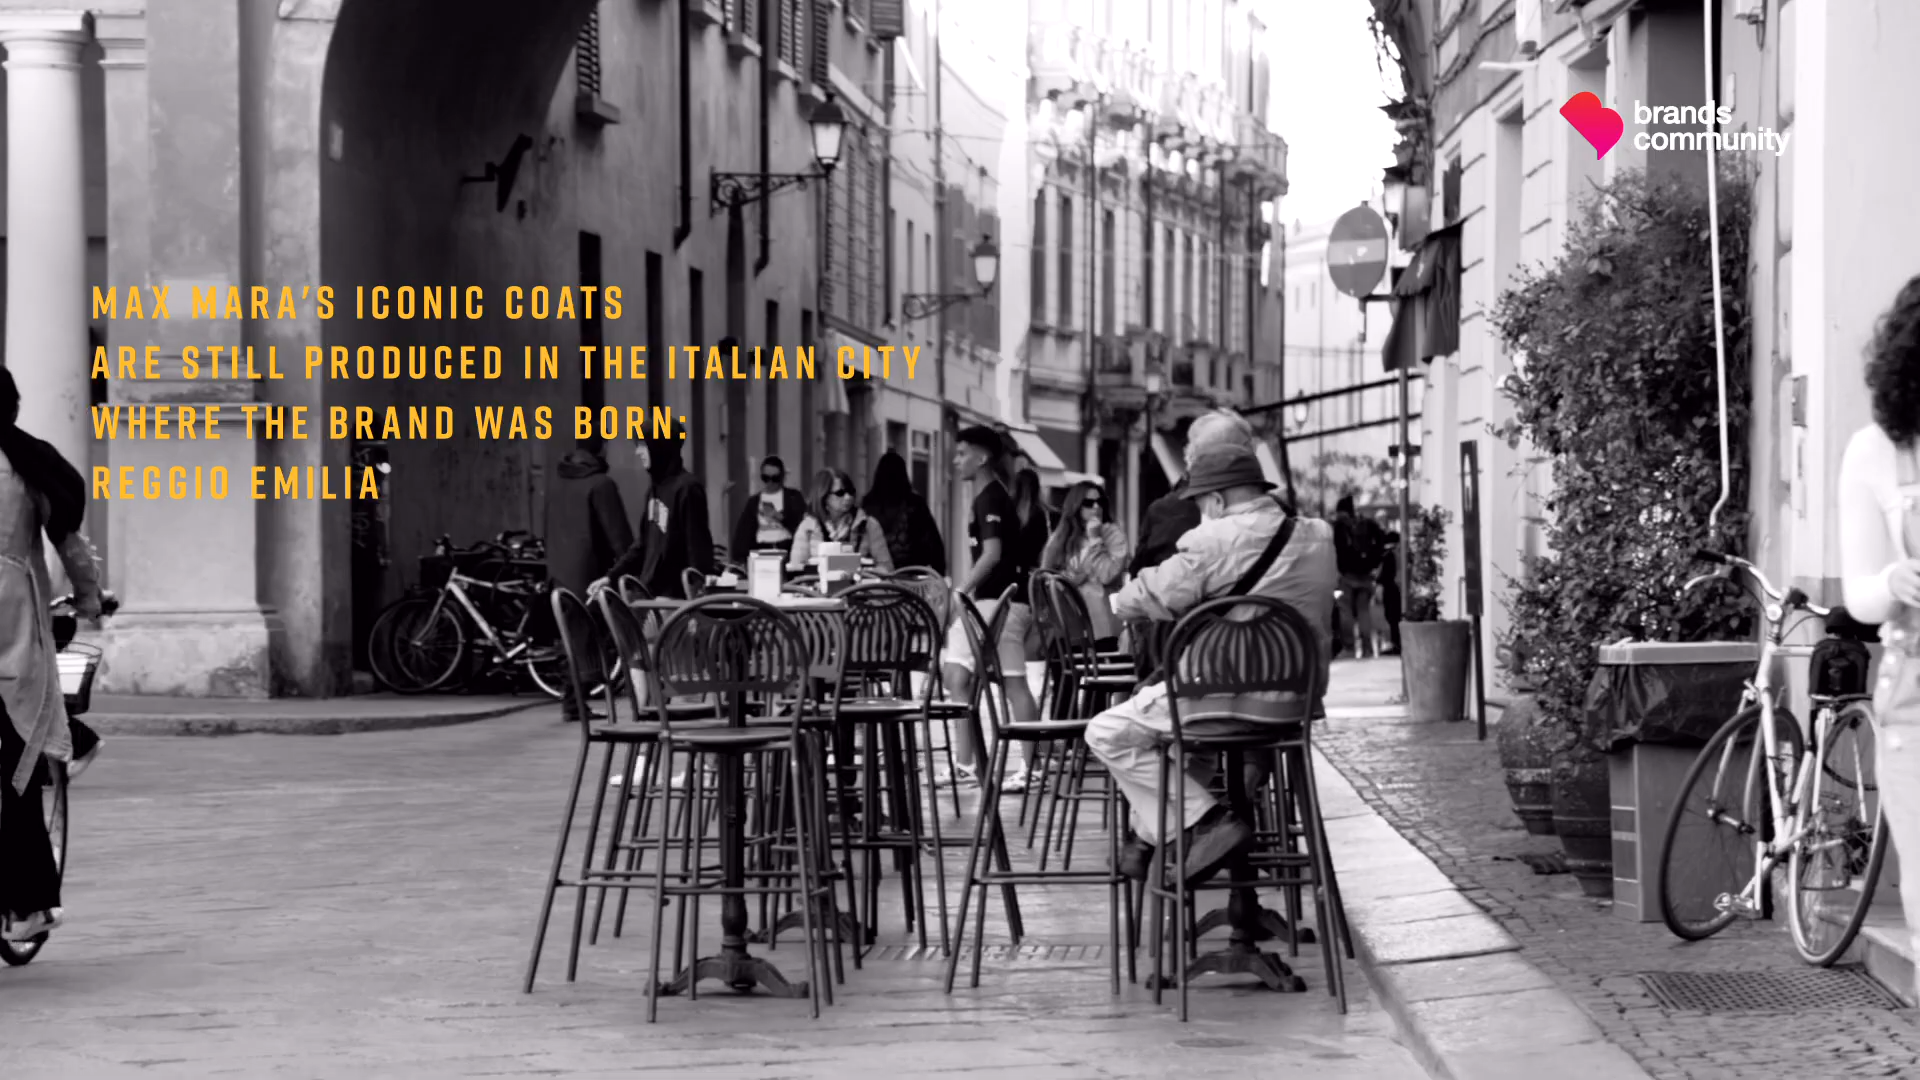 brands
community
MAX MARA'S ICONIC COATS
ARE STILL PRODUCED IN THE ITALIAN CITY
WHERE THE BRAND WAS BORN:
REGGIO EMILIA